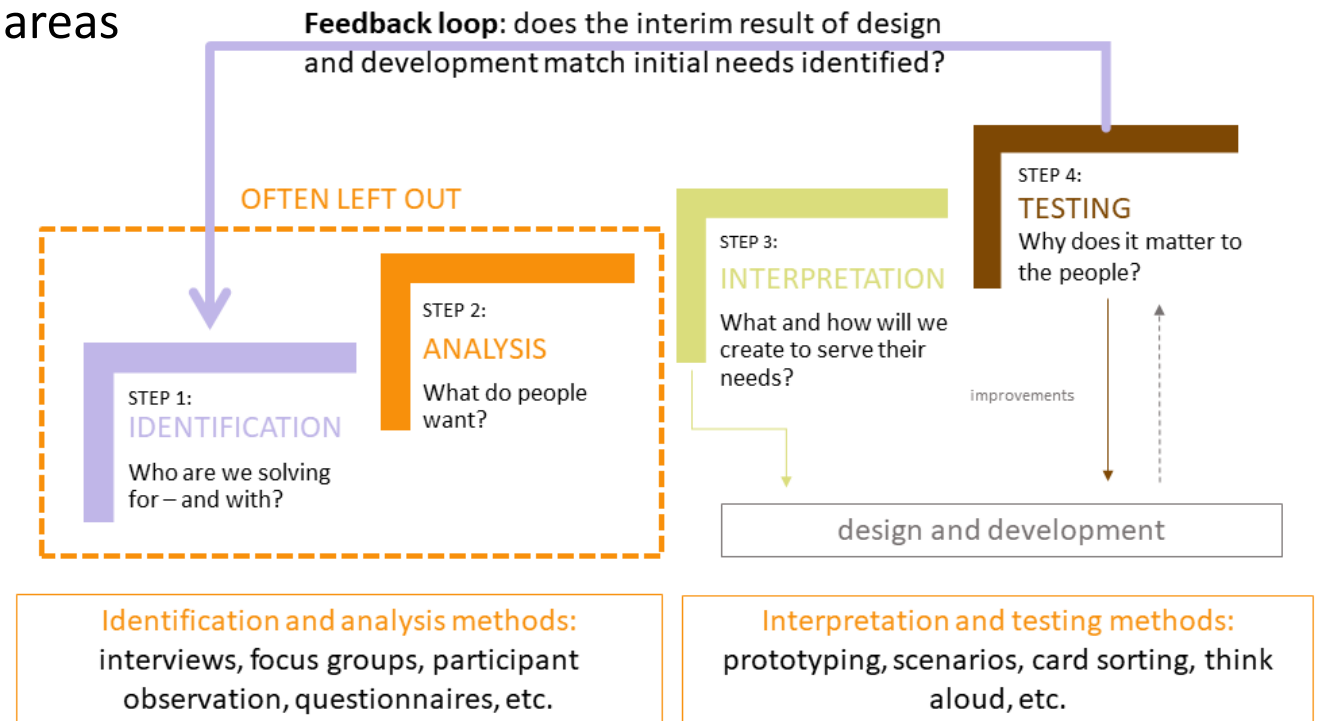 areas
Feedback loop: does the interim result of design
and development match initial needs identified?
OFTEN LEFT OUT
STEP 1:
IDENTIFICATION
Who are we solving
for – and with?
STEP 2:
ANALYSIS
What do people
want?
STEP 3:
INTERPRETATION
What and how will we
create to serve their
needs?
STEP 4:
TESTING
Why does it matter to
the people?
improvements
design and development
Identification and analysis methods:
interviews, focus groups, participant
observation, questionnaires, etc.
Interpretation and testing methods:
prototyping, scenarios, card sorting, think
aloud, etc.